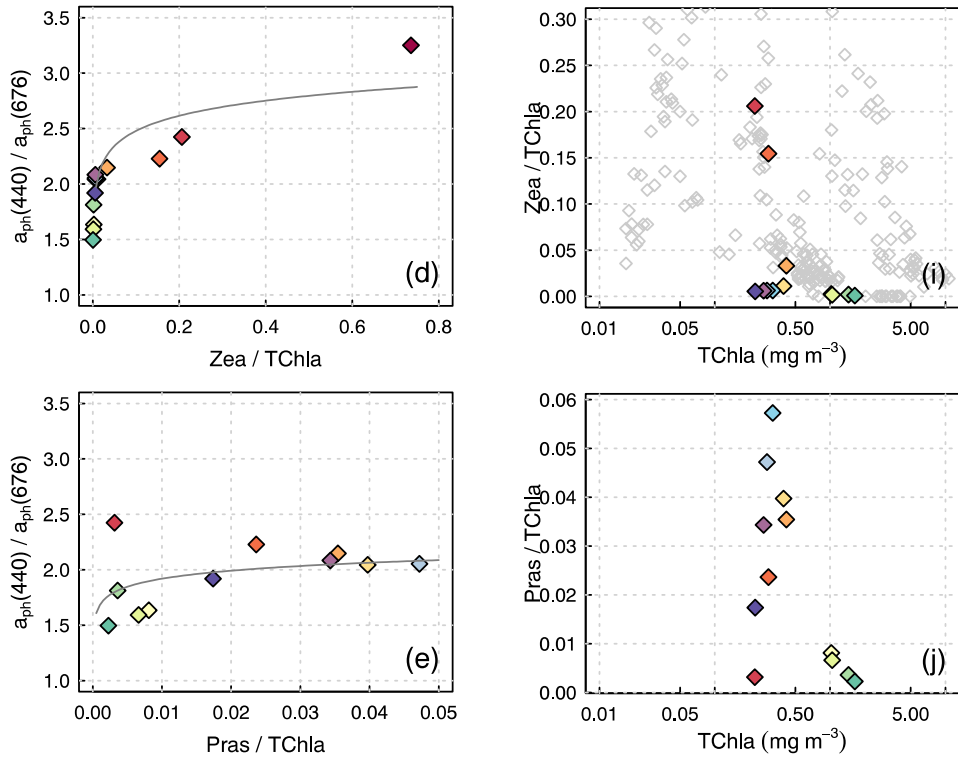 3.5
3.0
2.5
2.0
1.5
1.0
aph(440) / aph(676)
(d)
0.0 0.2 0.4 0.6 0.8
Zea / TChla
0.30
0.25
0.20
0.15
0.10
0.05
0.00
Zea / TChla
(i)
0.01 0.05 0.50 5.00
TChla (mg m−3)
3.5
3.0
2.5
2.0
1.5
1.0
aph(440) / aph(676)
(e)
0.00 0.01 0.02 0.03 0.04 0.05
Pras / TChla
0.06
0.05
0.04
0.03
0.02
0.01
0.00
Pras / TChla
(j)
0.01 0.05 0.50 5.00
TChla (mg m−3)